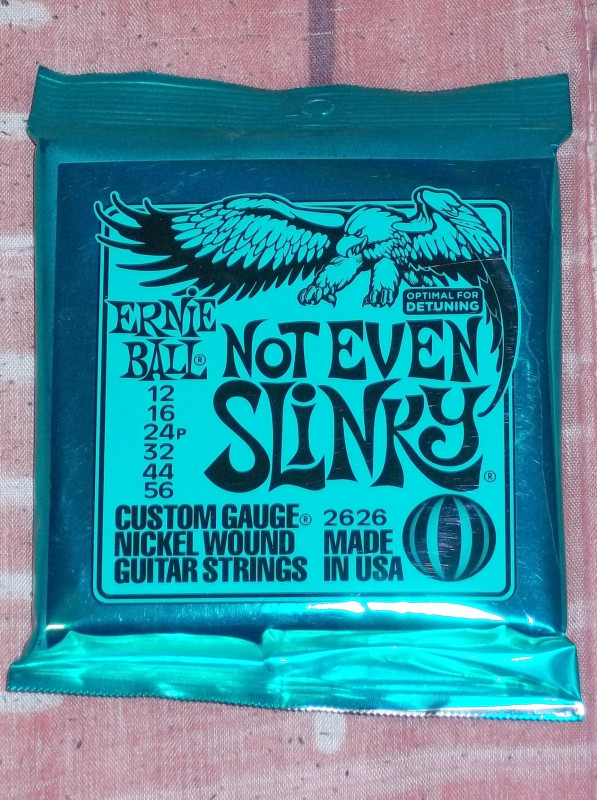 OPTIMAL FOR
DETUNING
ERNIE
BALL®
NOT EVEN
SLINKY®
12
16
24P
32
44
56
CUSTOM GAUGE®
NICKEL WOUND
GUITAR STRINGS
2626
MADE
IN USA